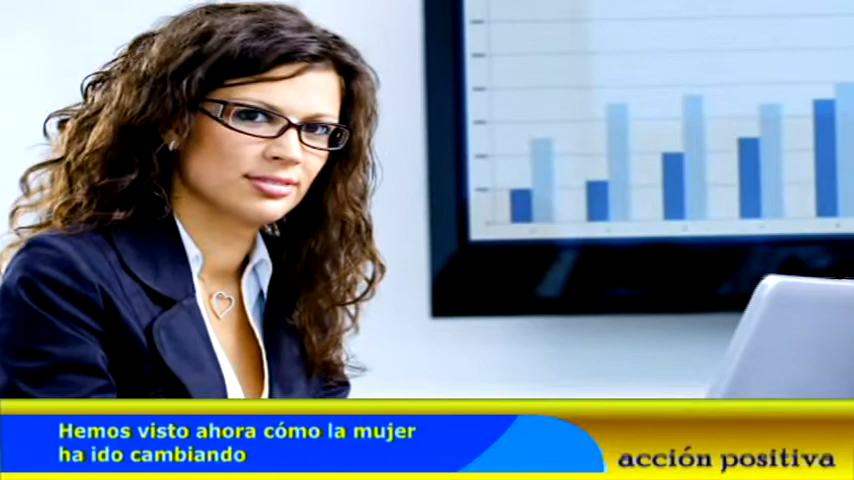 Hemos visto ahora cómo la mujer
ha ido cambiando
acción positiva